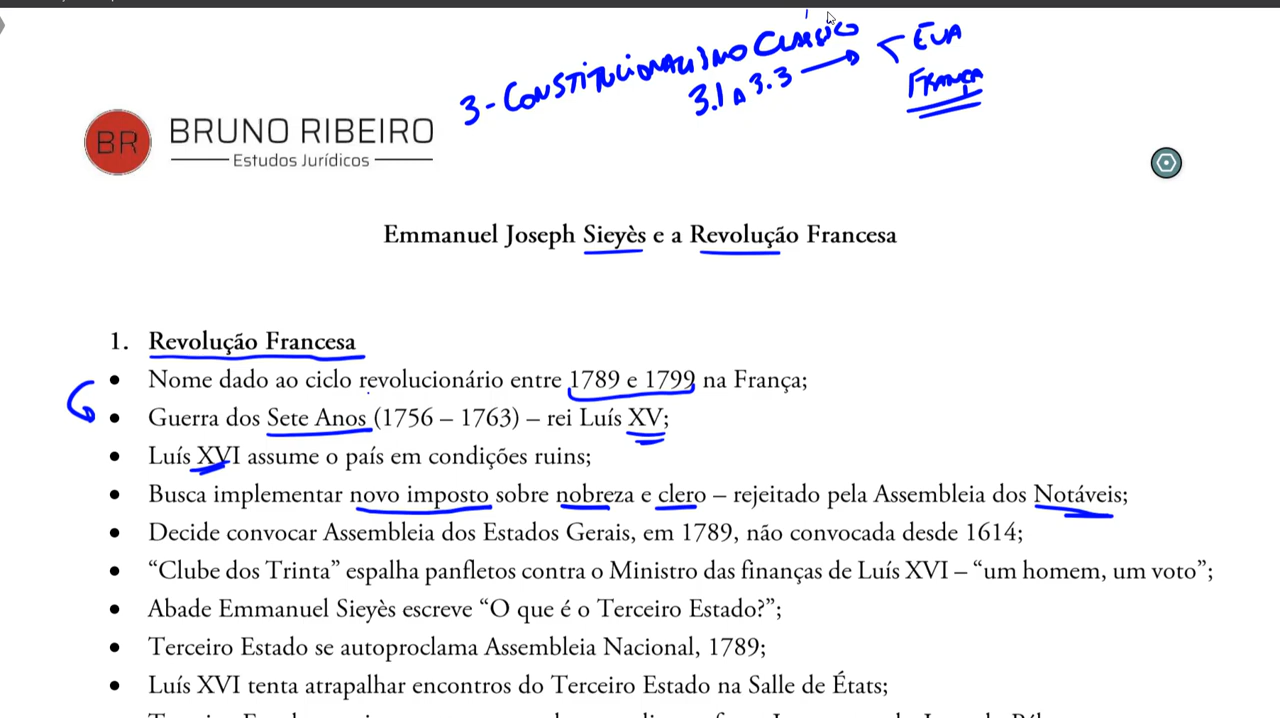 3-CONSTITUCIONALISMO CLÁSSICO
3.1 A 3.3
EUA
FRANÇA
BR
BRUNO RIBEIRO
Estudos Jurídicos
Emmanuel Joseph Sieyès e a Revolução Francesa
1. Revolução Francesa
• Nome dado ao ciclo revolucionário entre 1789 e 1799 na França;
• Guerra dos Sete Anos (1756 – 1763) – rei Luís XV;
• Luís XVI assume o país em condições ruins;
• Busca implementar novo imposto sobre nobreza e clero – rejeitado pela Assembleia dos Notáveis;
• Decide convocar Assembleia dos Estados Gerais, em 1789, não convocada desde 1614;
• “Clube dos Trinta” espalha panfletos contra o Ministro das finanças de Luís XVI – “um homem, um voto”;
• Abade Emmanuel Sieyès escreve “O que é o Terceiro Estado?”;
• Terceiro Estado se autoproclama Assembleia Nacional, 1789;
• Luís XVI tenta atrapalhar encontros do Terceiro Estado na Salle de États;